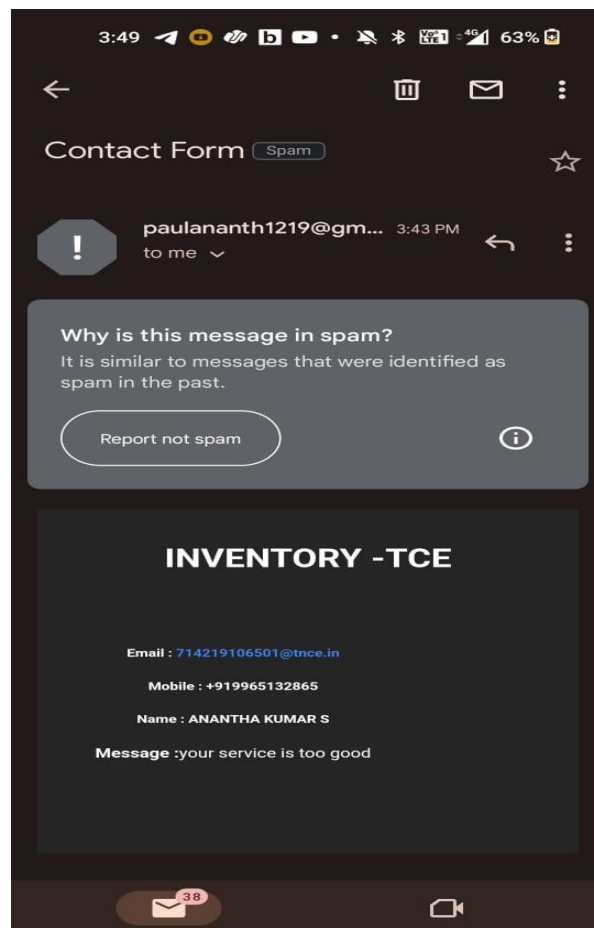 3:49 VoLTE1 4G 63%
Contact Form Spam
paulananth1219@gm... 3:43 PM
to me
Why is this message in spam?
It is similar to messages that were identified as
spam in the past.
Report not spam
INVENTORY -TCE
Email : 714219106501@tnce.in
Mobile : +919965132865
Name : ANANTHA KUMAR S
Message :your service is too good
38